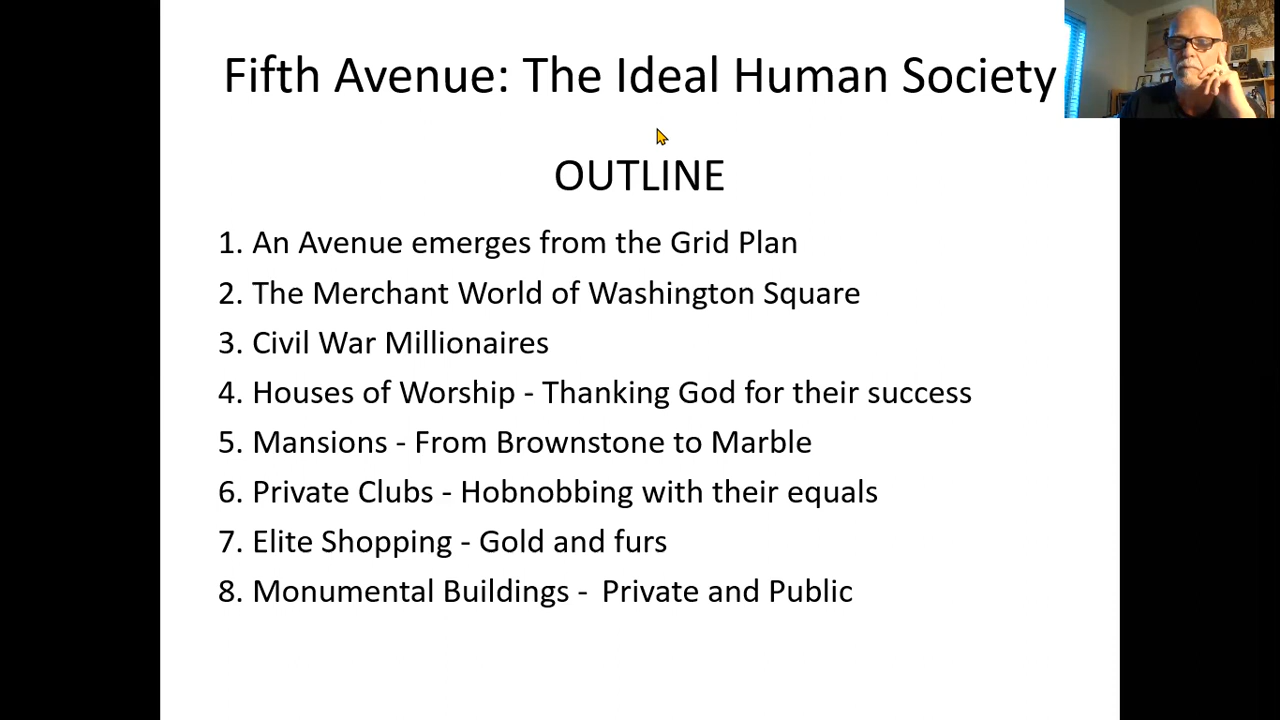 Fifth Avenue: The Ideal Human Society
OUTLINE
1. An Avenue emerges from the Grid Plan
2. The Merchant World of Washington Square
3. Civil War Millionaires
4. Houses of Worship - Thanking God for their success
5. Mansions - From Brownstone to Marble
6. Private Clubs - Hobnobbing with their equals
7. Elite Shopping - Gold and furs
8. Monumental Buildings -  Private and Public